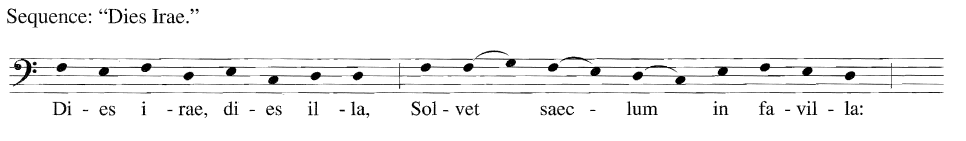 Sequence: “Dies Irae.”
Di - es i - rae, di - es il - la, Sol - vet saec - lum in fa - vil - la: